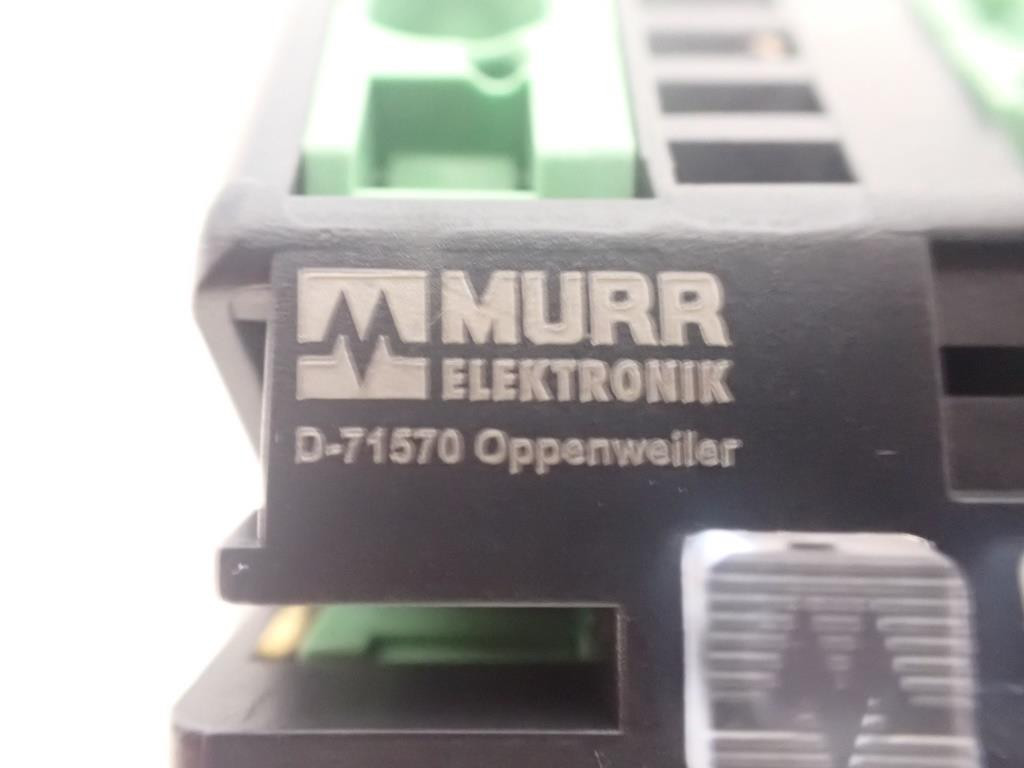 MURR
ELEKTRONIK
D-71570 Oppenweiler